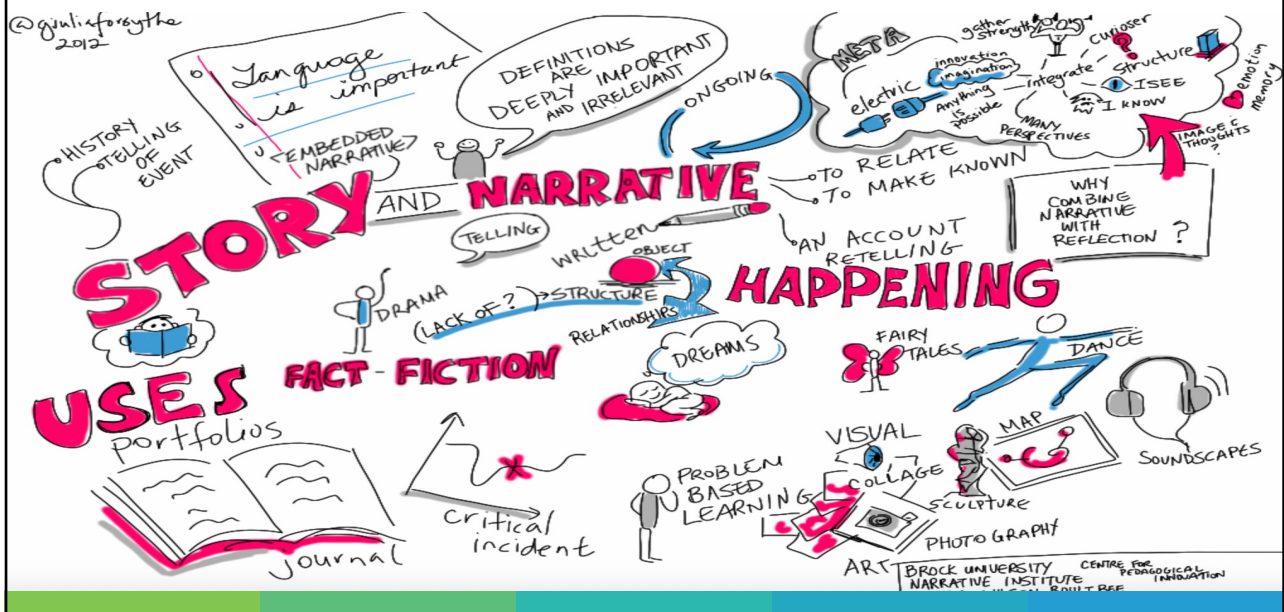 @giuliaforsythe
2012
Language
is important
<EMBEDDED
NARRATIVE>
DEFINITIONS
ARE
DEEPLY IMPORTANT
AND IRRELEVANT
ONGOING
META
gather
strength
curioser
?
innovation
imagination
structure
electric
integrate
ISEE
Anything
is
possible
I KNOW
MANY
PERSPECTIVES
emotion
memory
IMAGE &
THOUGHTS
?
HISTORY
TELLING
OF
EVENT
STORY AND NARRATIVE
TO RELATE
TO MAKE KNOWN
AN ACCOUNT
RETELLING
WHY
COMBINE
NARRATIVE
WITH
REFLECTION ?
TELLING
WRITTEN
OBJECT
HAPPENING
DRAMA
(LACK OF?) STRUCTURE
RELATIONSHIPS
DREAMS
FAIRY
TALES
DANCE
USES
FACT - FICTION
portfolios
journal
critical
incident
PROBLEM
BASED
LEARNING
VISUAL
COLLAGE
MAP
SCULPTURE
SOUNDSCAPES
PHOTOGRAPHY
ART
BROCK UNIVERSITY CENTRE FOR
PEDAGOGICAL
NARRATIVE INSTITUTE INNOVATION
BOULTBEE